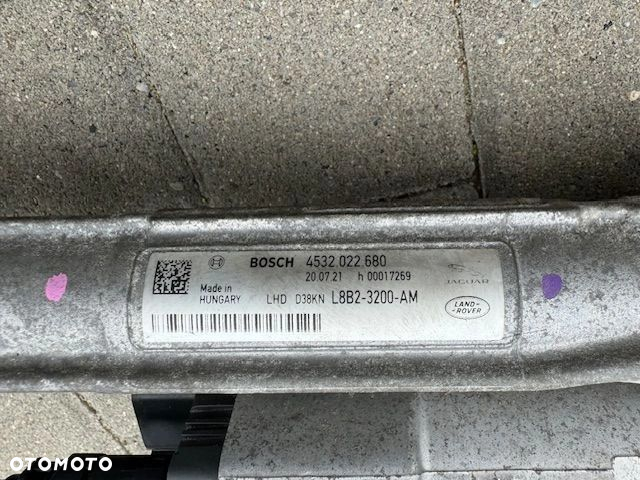 BOSCH 4532.022.680
20.07.21 h 00017269
Made in
HUNGARY LHD D38KN L8B2-3200-AM
JAGUAR
LAND-
ROVER
OTOMOTO